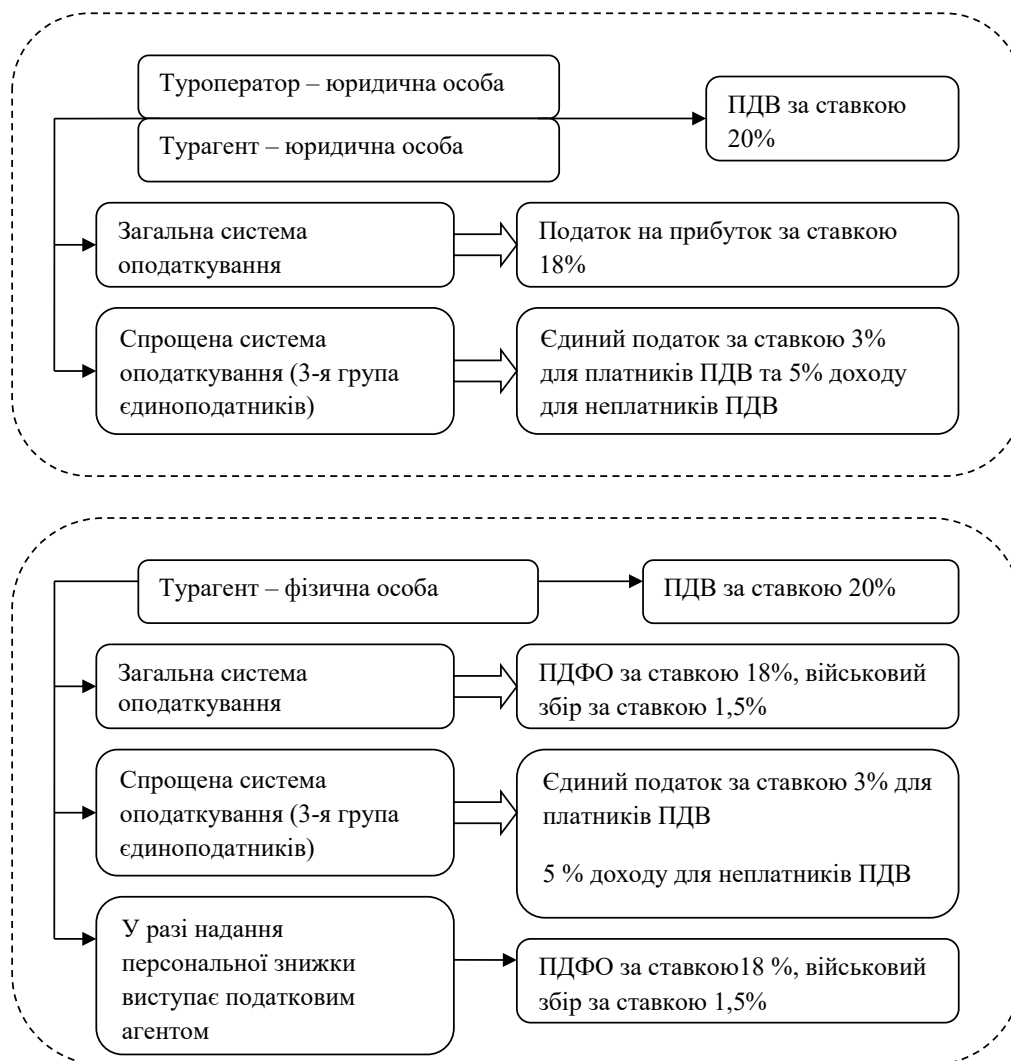 Туроператор – юридична особа
ПДВ за ставкою
20%
Турагент – юридична особа
Загальна система
оподаткування
Податок на прибуток за ставкою
18%
Спрощена система
оподаткування (3-я група
єдиноподатників)
Єдиний податок за ставкою 3%
для платників ПДВ та 5% доходу
для неплатників ПДВ
Турагент – фізична особа
ПДВ за ставкою 20%
Загальна система
оподаткування
ПДФО за ставкою 18%, військовий
збір за ставкою 1,5%
Спрощена система
оподаткування (3-я група
єдиноподатників)
Єдиний податок за ставкою 3% для
платників ПДВ
5 % доходу для неплатників ПДВ
У разі надання
персональної знижки
виступає податковим
агентом
ПДФО за ставкою18 %, військовий
збір за ставкою 1,5%